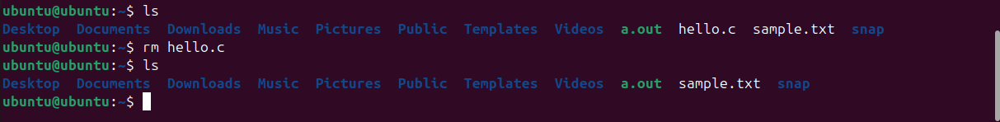 ubuntu@ubuntu:~$ ls
Desktop  Documents  Downloads  Music  Pictures  Public  Templates  Videos  a.out  hello.c  sample.txt  snap
ubuntu@ubuntu:~$ rm hello.c
ubuntu@ubuntu:~$ ls
Desktop  Documents  Downloads  Music  Pictures  Public  Templates  Videos  a.out  sample.txt  snap
ubuntu@ubuntu:~$